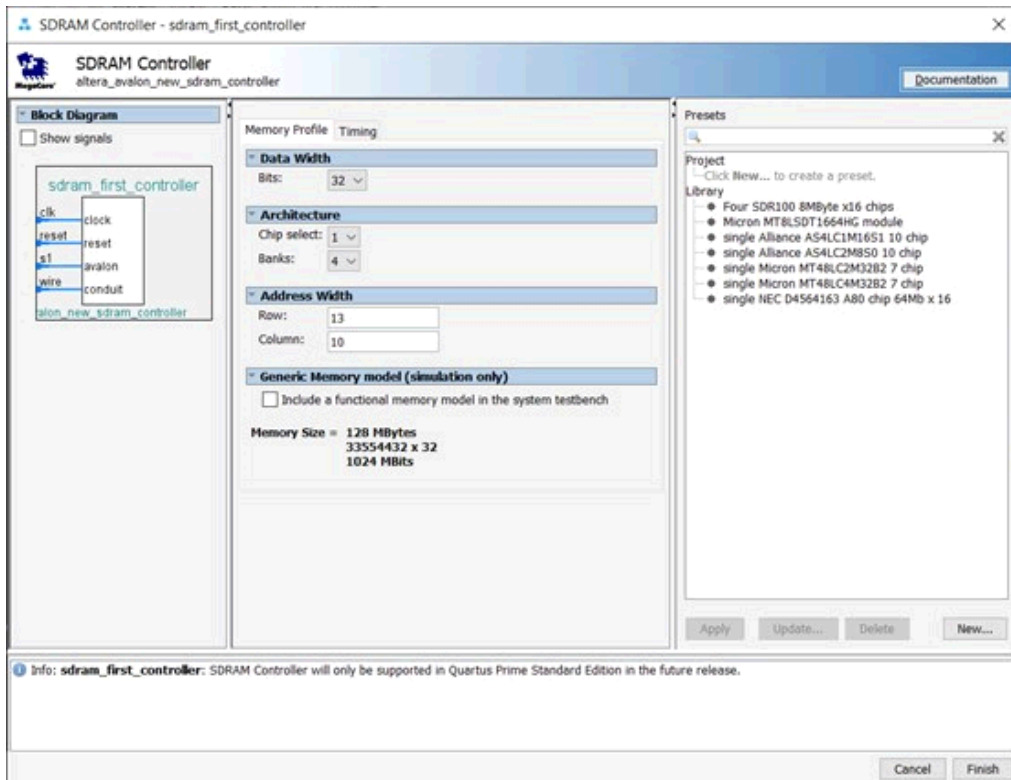 SDRAM Controller - sdram_first_controller
SDRAM Controller
altera_avalon_new_sdram_controller
MegaCore
Documentation
Block Diagram
Show signals
sdram_first_controller
clk
clock
reset
reset
s1
avalon
wire
conduit
alon_new_sdram_controller
Memory Profile Timing
Data Width
Bits: 32
Architecture
Chip select: 1
Banks: 4
Address Width
Row: 13
Column: 10
Generic Memory model (simulation only)
Include a functional memory model in the system testbench
Memory Size = 128 MBytes
33554432 x 32
1024 MBits
Presets
Project
Click New... to create a preset.
Library
Four SDR100 8MByte x16 chips
Micron MT8LSDT1664HG module
single Alliance AS4LC1M16S1 10 chip
single Alliance AS4LC2M8S0 10 chip
single Micron MT48LC2M32B2 7 chip
single Micron MT48LC4M32B2 7 chip
single NEC D4564163 A80 chip 64Mb x 16
Apply Update... Delete New...
Info: sdram_first_controller: SDRAM Controller will only be supported in Quartus Prime Standard Edition in the future release.
Cancel Finish